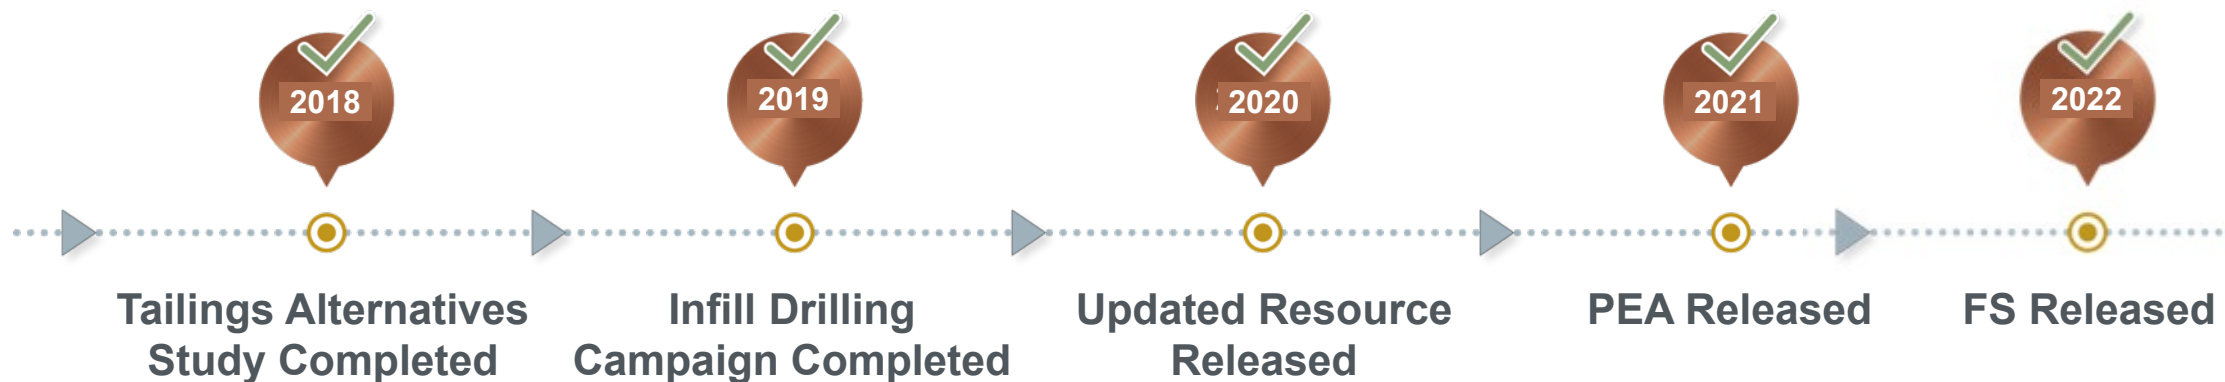 2018
2019
2020
2021
2022
Tailings Alternatives
Study Completed
Infill Drilling
Campaign Completed
Updated Resource
Released
PEA Released
FS Released